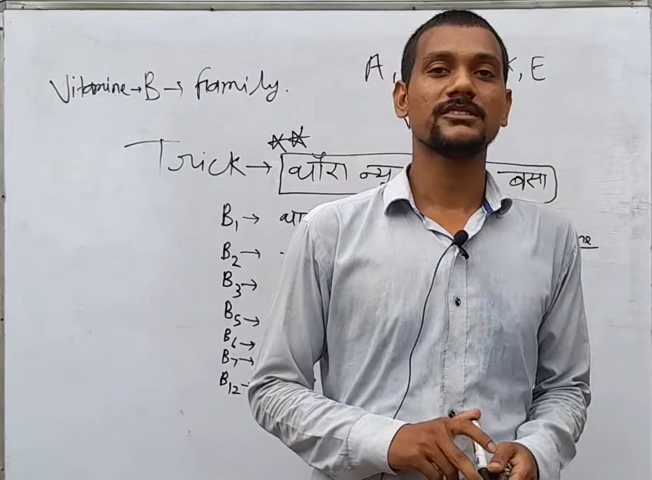 Vitamine → B → family.
A, K, E
Trick → थॉरा न्यू बसा
B₁ → था
B₂ →
B₃ →
B₅ →
B₆ →
B₇ →
B₁₂ -